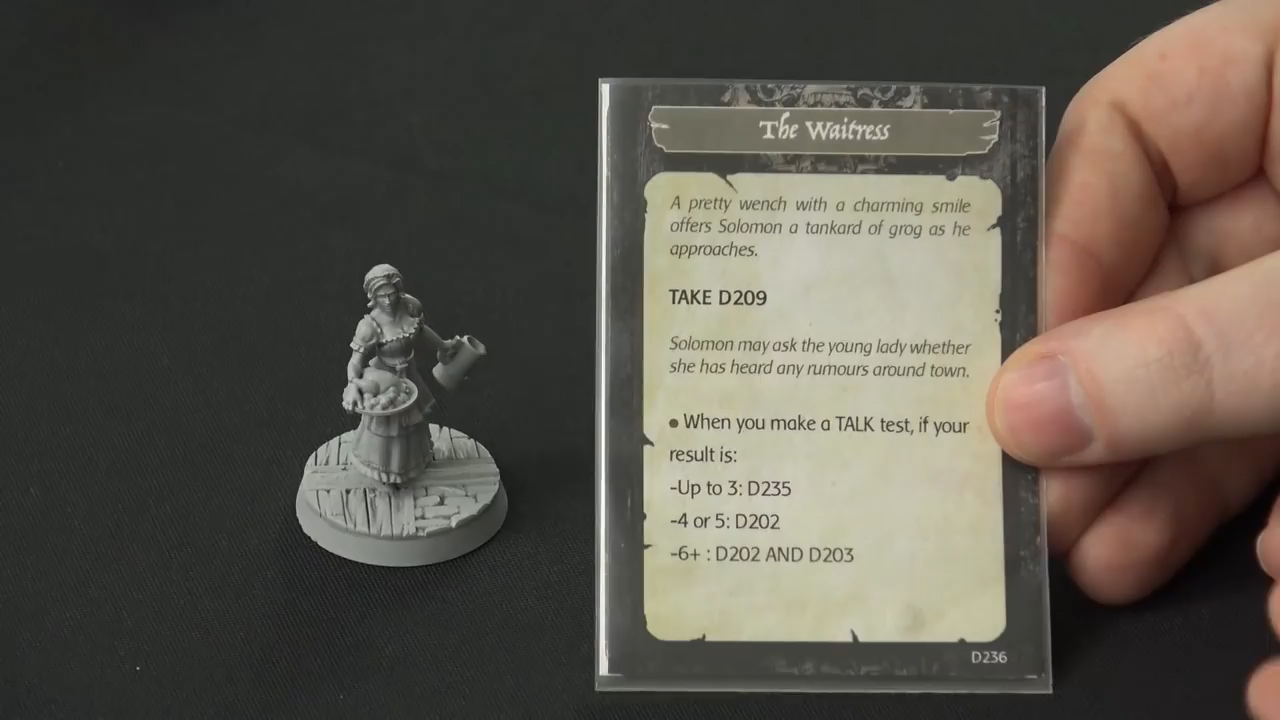 The Waitress
A pretty wench with a charming smile
offers Solomon a tankard of grog as he
approaches.
TAKE D209
Solomon may ask the young lady whether
she has heard any rumours around town.
• When you make a TALK test, if your
result is:
-Up to 3: D235
-4 or 5: D202
-6+ : D202 AND D203
D236